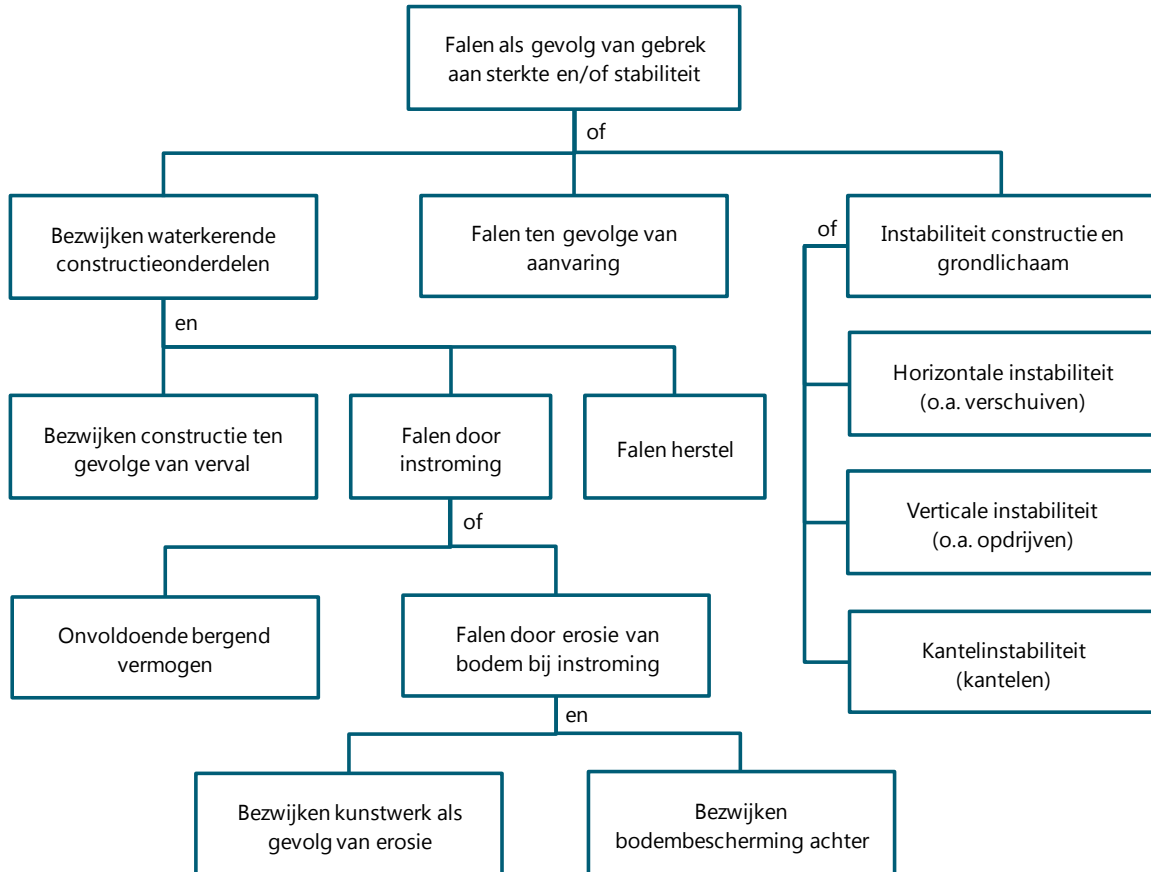 Falen als gevolg van gebrek
aan sterkte en/of stabiliteit
of
Bezwijken waterkerende
constructieonderdelen
Falen ten gevolge van
aanvaring
of
Instabiliteit constructie en
grondlichaam
en
Horizontale instabiliteit
(o.a. verschuiven)
Bezwijken constructie ten
gevolge van verval
Falen door
instroming
Falen herstel
Verticale instabiliteit
(o.a. opdrijven)
of
Onvoldoende bergend
vermogen
Falen door erosie van
bodem bij instroming
Kantelinstabiliteit
(kantelen)
en
Bezwijken kunstwerk als
gevolg van erosie
Bezwijken
bodembescherming achter